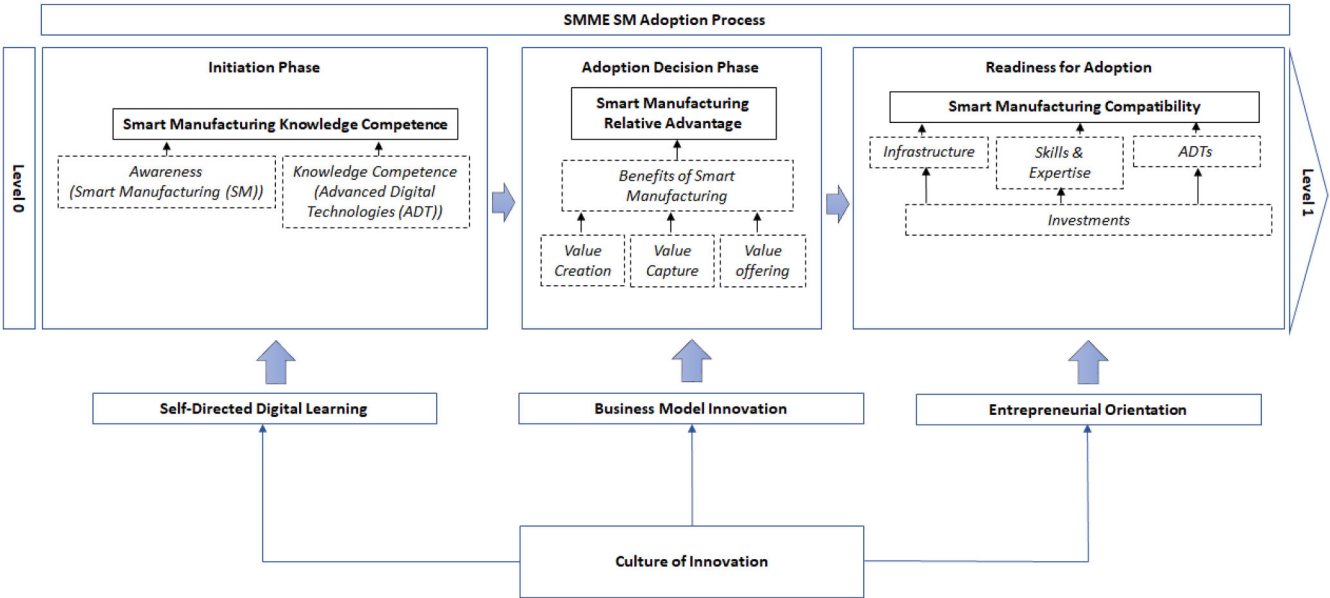 SMME SM Adoption Process
Level 0
Initiation Phase
Smart Manufacturing Knowledge Competence
Awareness
(Smart Manufacturing (SM))
Knowledge Competence
(Advanced Digital
Technologies (ADT))
Adoption Decision Phase
Smart Manufacturing
Relative Advantage
Benefits of Smart
Manufacturing
Value
Creation
Value
Capture
Value
offering
Readiness for Adoption
Smart Manufacturing Compatibility
Infrastructure
Skills &
Expertise
ADTs
Investments
Level 1
Self-Directed Digital Learning
Business Model Innovation
Entrepreneurial Orientation
Culture of Innovation